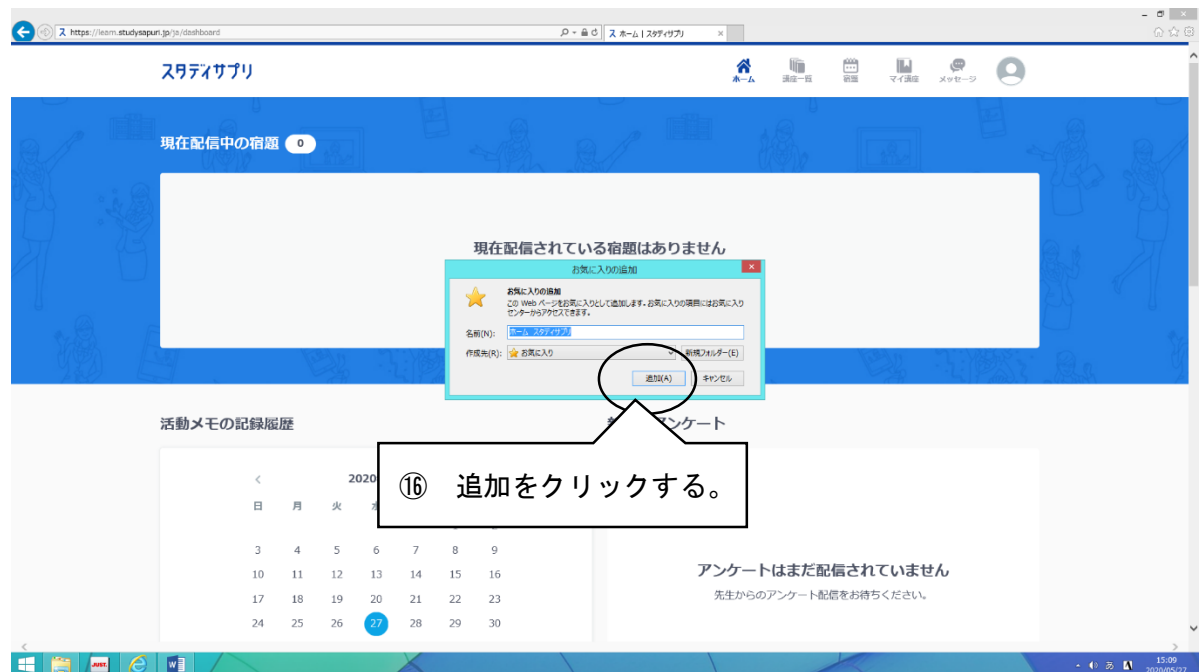 https://learn.studysapuri.jp/ja/dashboard
ホーム | スタディサプリ
スタディサプリ
ホーム
講座一覧
宿題
マイ講座
メッセージ
現在配信中の宿題 0
現在配信されている宿題はありません
お気に入りの追加
お気に入りの追加
この Web ページをお気に入りとして追加します。お気に入りの項目にはお気に入り
センターからアクセスできます。
名前(N): ホーム スタディサプリ
作成先(R): お気に入り 新規フォルダー(E)
追加(A) キャンセル
活動メモの記録履歴
アンケート
⑯ 追加をクリックする。
2020
日 月 火
3 4 5 6 7 8 9
10 11 12 13 14 15 16
17 18 19 20 21 22 23
24 25 26 27 28 29 30
アンケートはまだ配信されていません
先生からのアンケート配信をお待ちください。
JUST.
あ
15:09
2020/05/27